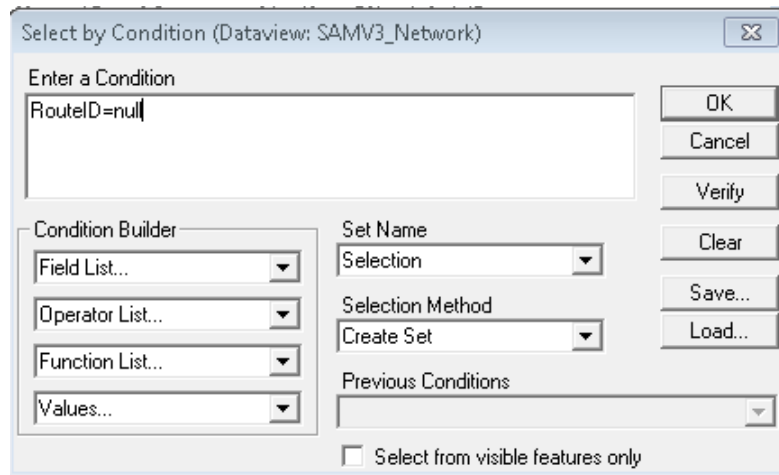 Select by Condition (Dataview: SAMV3_Network)
Enter a Condition
RouteID=null
OK
Cancel
Verify
Clear
Save...
Load...
Condition Builder
Field List...
Operator List...
Function List...
Values...
Set Name
Selection
Selection Method
Create Set
Previous Conditions
Select from visible features only